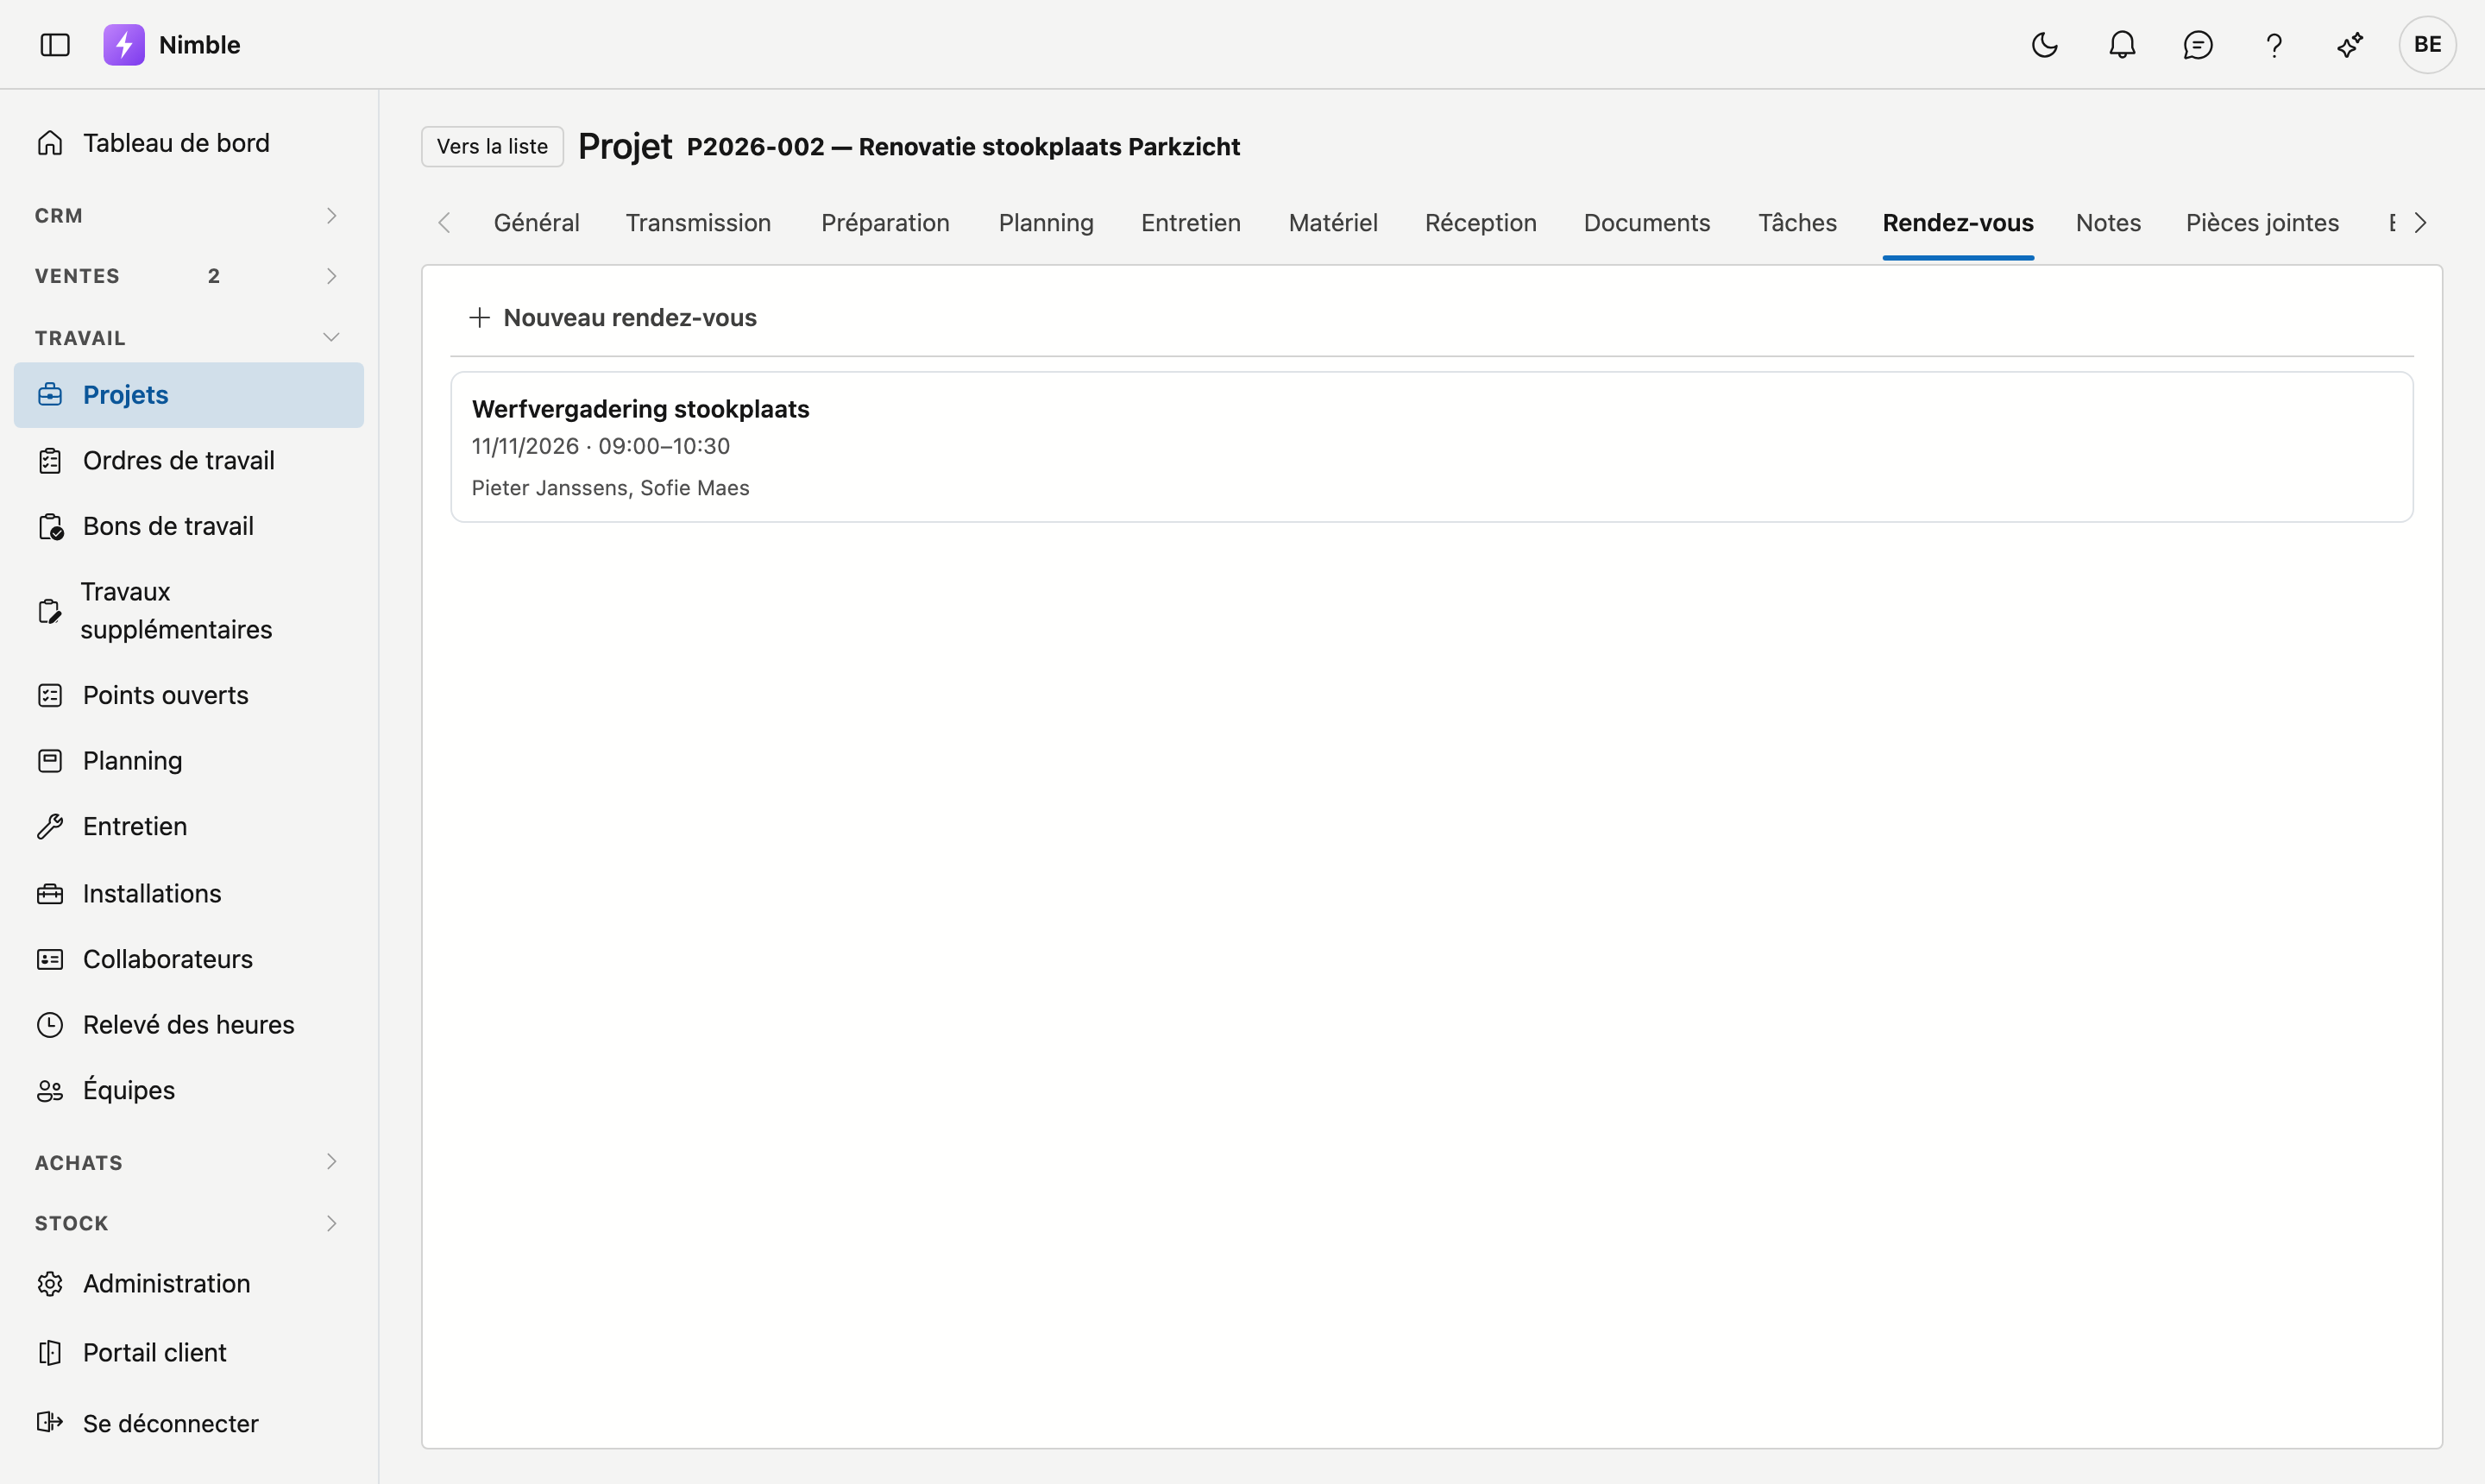 Nimble
BE
Tableau de bord
CRM
VENTES 2
TRAVAIL
Projets
Ordres de travail
Bons de travail
Travaux
supplémentaires
Points ouverts
Planning
Entretien
Installations
Collaborateurs
Relevé des heures
Équipes
ACHATS
STOCK
Administration
Portail client
Se déconnecter
Vers la liste Projet P2026-002 — Renovatie stookplaats Parkzicht
Général Transmission Préparation Planning Entretien Matériel Réception Documents Tâches Rendez-vous Notes Pièces jointes
Nouveau rendez-vous
Werfvergadering stookplaats
11/11/2026 · 09:00–10:30
Pieter Janssens, Sofie Maes